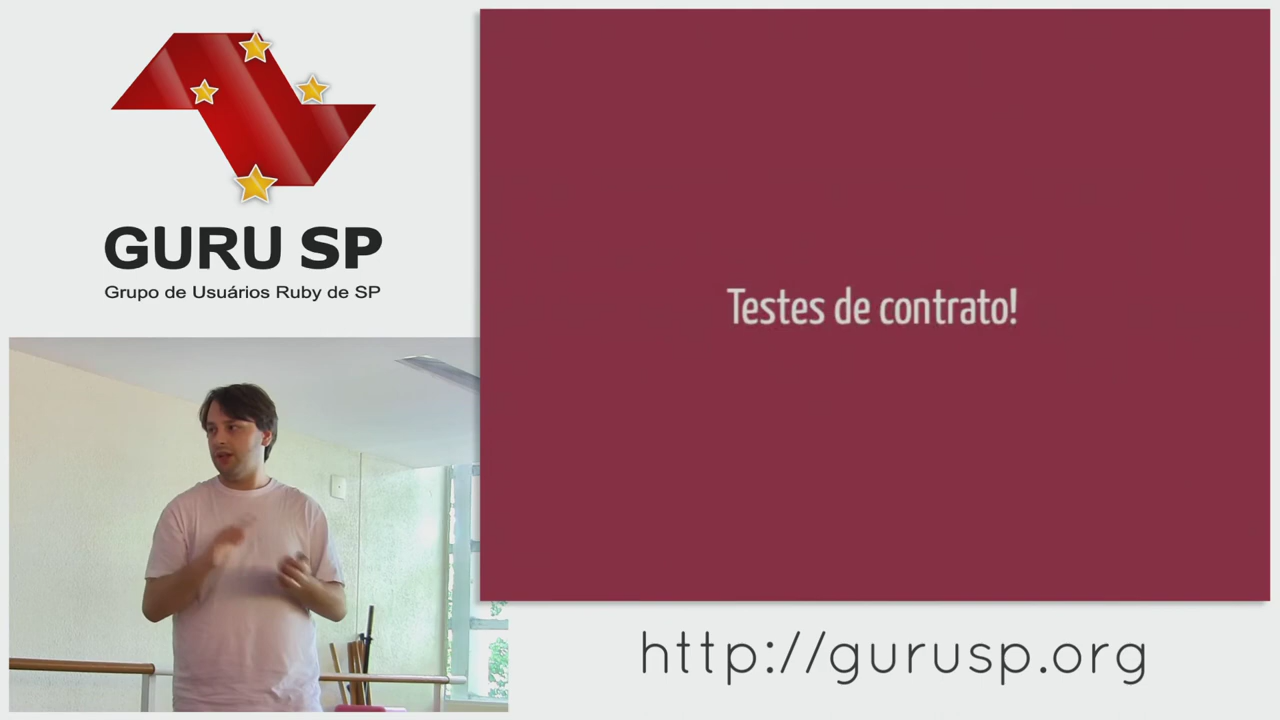 GURU SP
Grupo de Usuários Ruby de SP
Testes de contrato!
http://gurusp.org